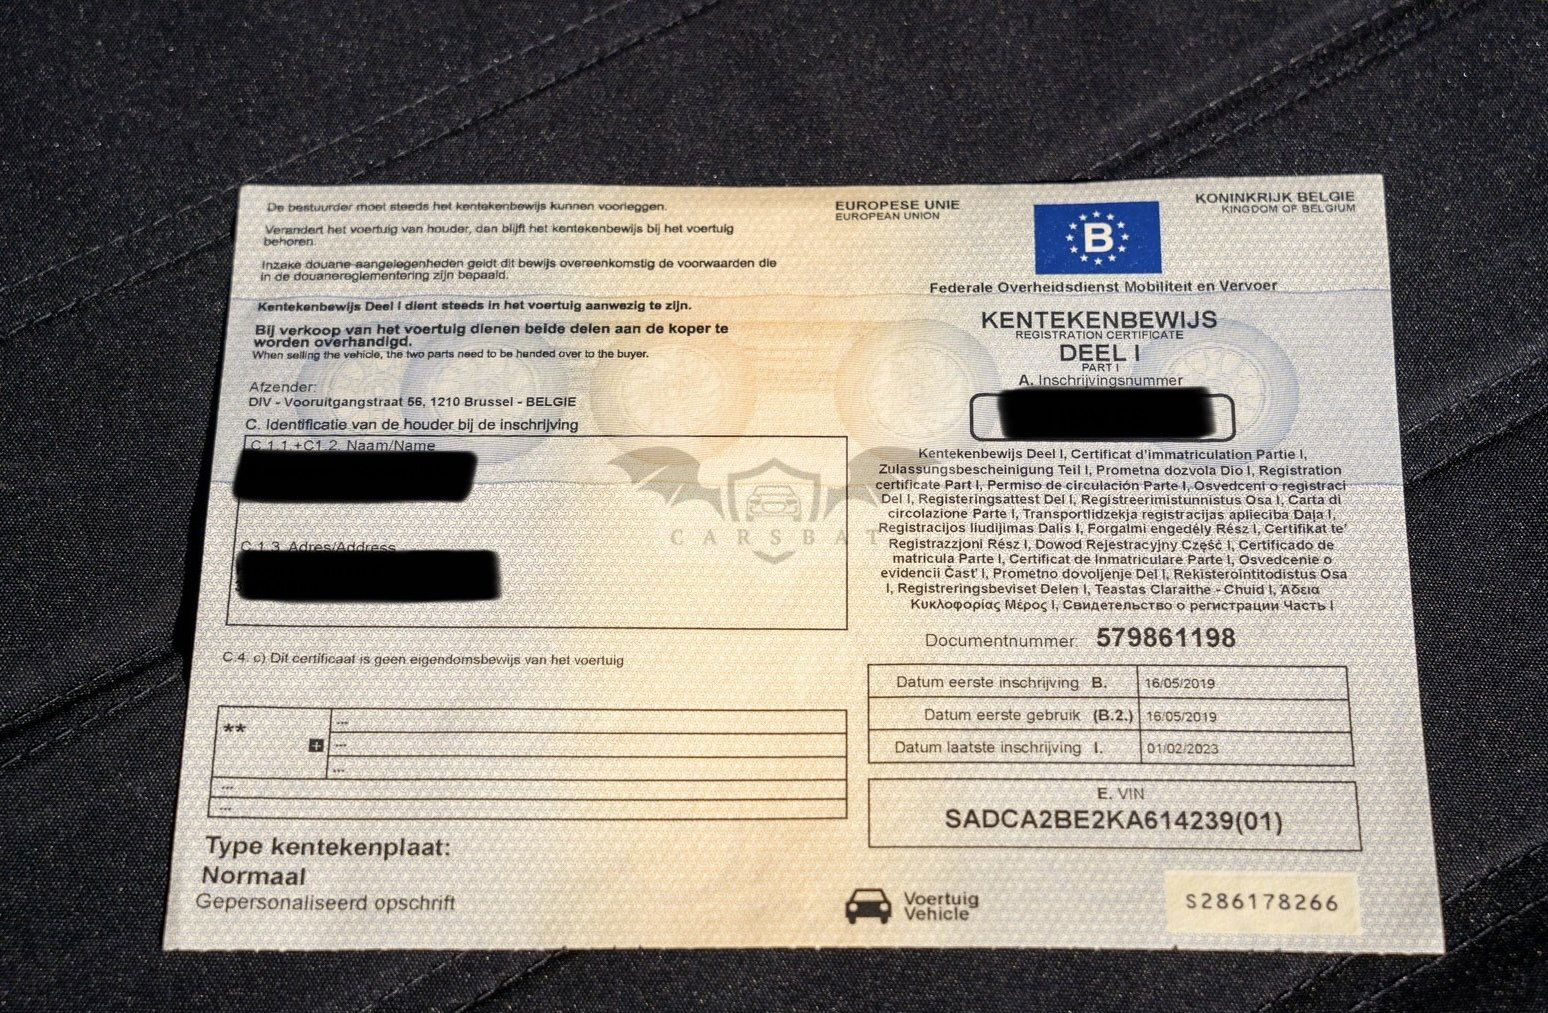 De bestuurder moet steeds het kentekenbewijs kunnen voorleggen.
Verandert het voertuig van houder, dan blijft het kentekenbewijs bij het voertuig
behoren.
Inzake douane-aangelegenheden geldt dit bewijs overeenkomstig de voorwaarden die
in de douanereglementering zijn bepaald.
Kentekenbewijs Deel I dient steeds in het voertuig aanwezig te zijn.
Bij verkoop van het voertuig dienen beide delen aan de koper te
worden overhandigd.
When selling the vehicle, the two parts need to be handed over to the buyer.
Afzender:
DIV - Vooruitgangstraat 56, 1210 Brussel - BELGIE
C. Identificatie van de houder bij de inschrijving
C.1.1.+C1.2. Naam/Name
C.1.3. Adres/Address
C.4. c) Dit certificaat is geen eigendomsbewijs van het voertuig
**
+
---
---
---
---
---
Type kentekenplaat:
Normaal
Gepersonaliseerd opschrift
CARSBAT
EUROPESE UNIE
EUROPEAN UNION
B
KONINKRIJK BELGIE
KINGDOM OF BELGIUM
Federale Overheidsdienst Mobiliteit en Vervoer
KENTEKENBEWIJS
REGISTRATION CERTIFICATE
DEEL I
PART I
A. Inschrijvingsnummer
Kentekenbewijs Deel I, Certificat d'immatriculation Partie I,
Zulassungsbescheinigung Teil I, Prometna dozvola Dio I, Registration
certificate Part I, Permiso de circulación Parte I, Osvedcení o registraci
Del I, Registeringsattest Del I, Registreerimistunnistus Osa I, Carta di
circolazione Parte I, Transportlidzekja registracijas aplieciba Daļa I,
Registracijos liudijimas Dalis I, Forgalmi engedély Rész I, Certifikat te'
Registrazzjoni Rész I, Dowod Rejestracyjny Część I, Certificado de
matricula Parte I, Certificat de Inmatriculare Partea I, Osvedcenie o
evidencii Čast' I, Prometno dovoljenje Del I, Rekisterointitodistus Osa
I, Registreringsbeviset Delen I, Teastas Claraithe - Chuid I, Άδεια
Κυκλοφορίας Μέρος I, Свидетельство о регистрации Часть I
Documentnummer: 579861198
Datum eerste inschrijving B. 16/05/2019
Datum eerste gebruik (B.2.) 16/05/2019
Datum laatste inschrijving I. 01/02/2023
E. VIN
SADCA2BE2KA614239(01)
Voertuig
Vehicle
S286178266